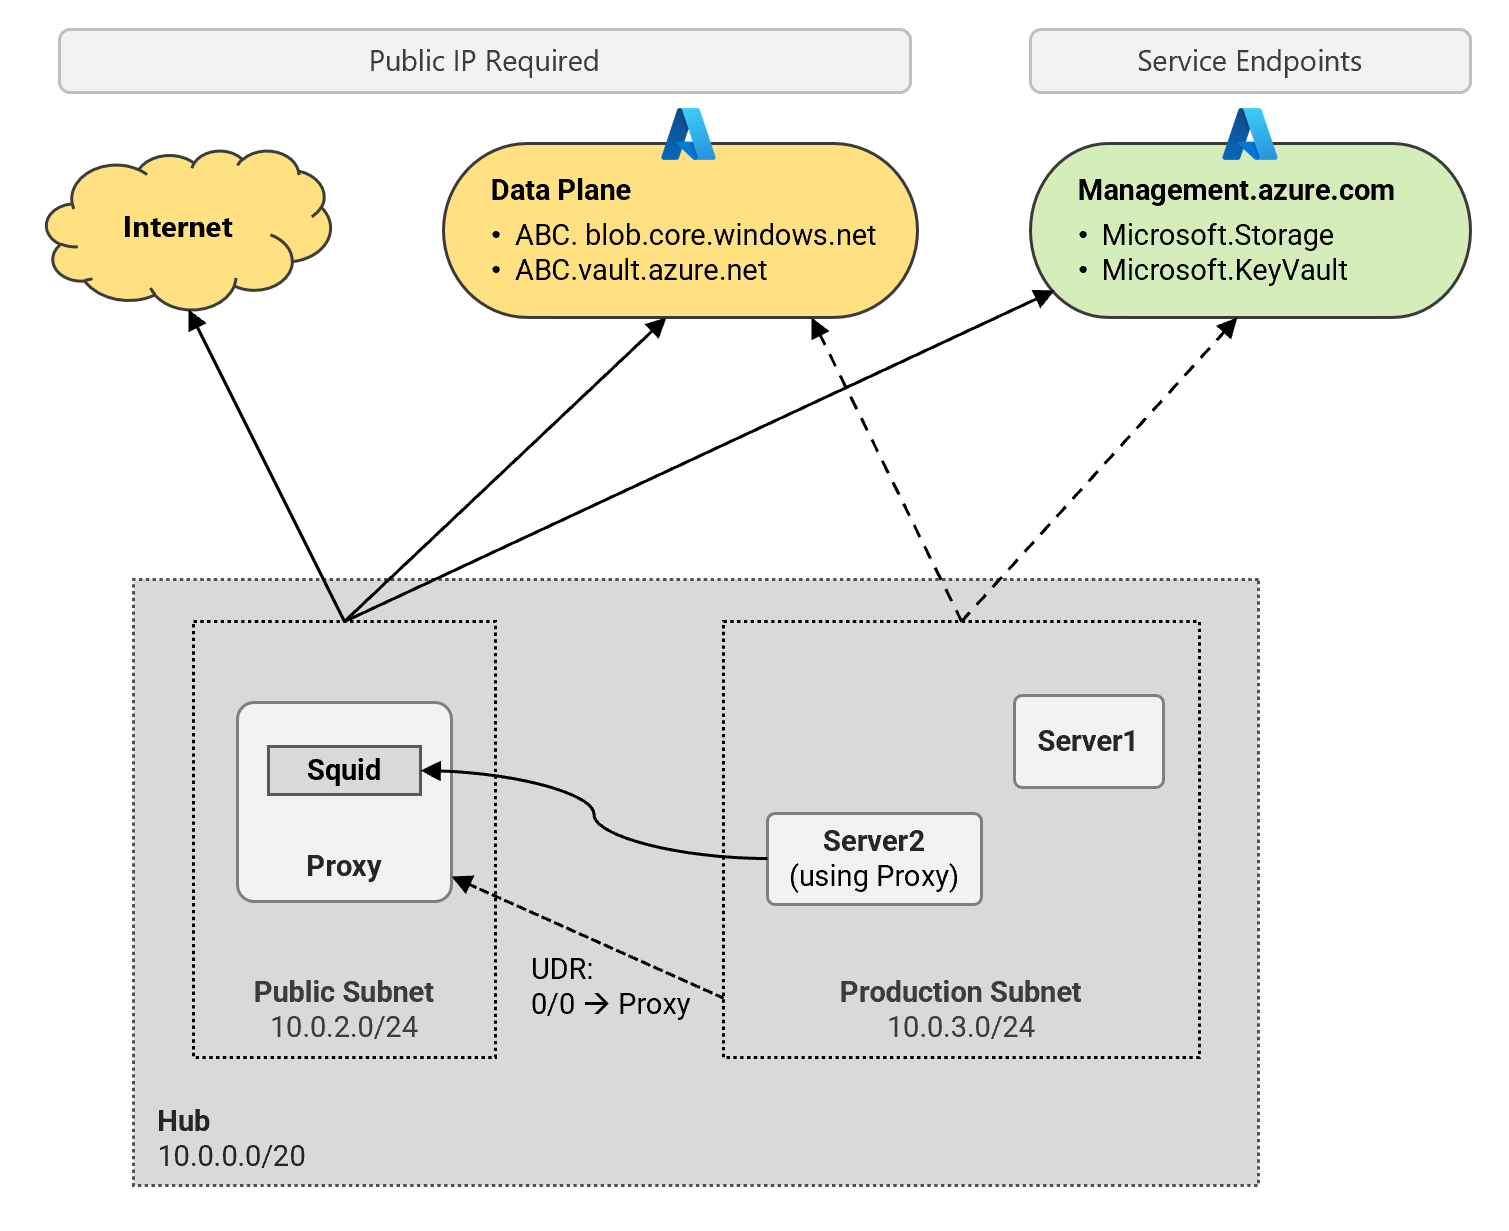 Public IP Required
Service Endpoints
Internet
Data Plane
• ABC. blob.core.windows.net
• ABC.vault.azure.net
Management.azure.com
• Microsoft.Storage
• Microsoft.KeyVault
Squid
Proxy
Server1
Server2
(using Proxy)
UDR:
0/0 → Proxy
Public Subnet
10.0.2.0/24
Production Subnet
10.0.3.0/24
Hub
10.0.0.0/20